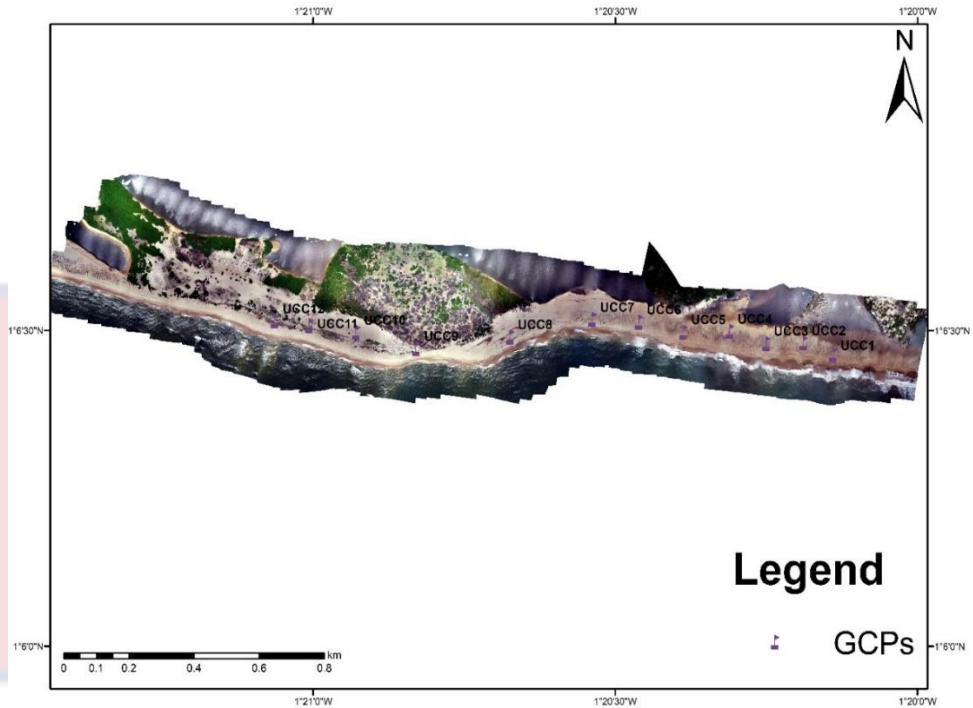 1°21'0"W 1°20'30"W 1°20'0"W
N
UCC12 UCC11 UCC10 UCC9 UCC8 UCC7 UCC6 UCC5 UCC4 UCC3 UCC2 UCC1
1°6'30"N 1°6'30"N
Legend
GCPs
1°6'0"N 1°6'0"N
km
0 0.1 0.2 0.4 0.6 0.8
1°21'0"W 1°20'30"W 1°20'0"W